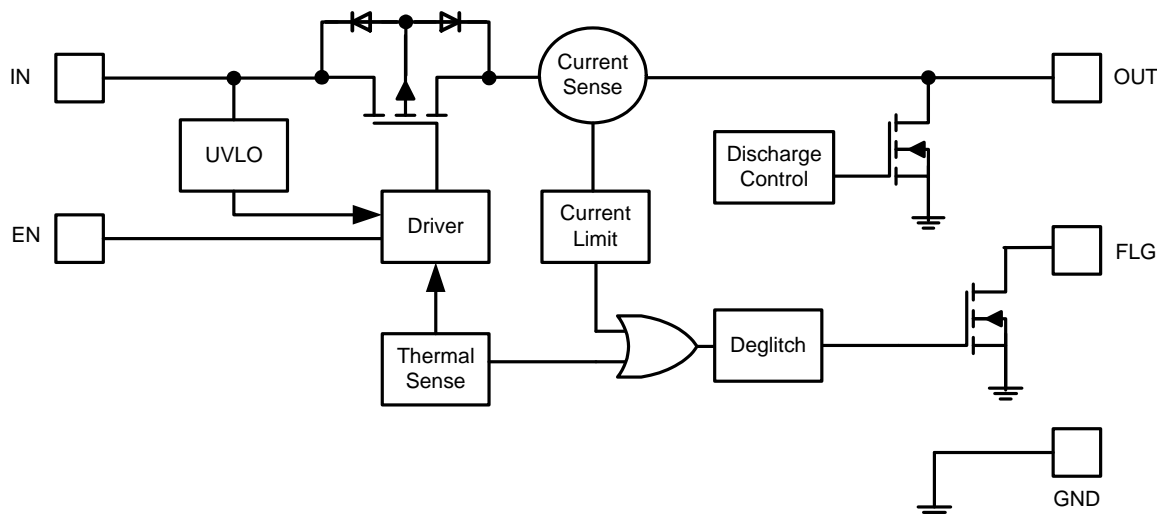 IN
Current
Sense
OUT
UVLO
Discharge
Control
EN
Driver
Current
Limit
FLG
Thermal
Sense
Deglitch
GND